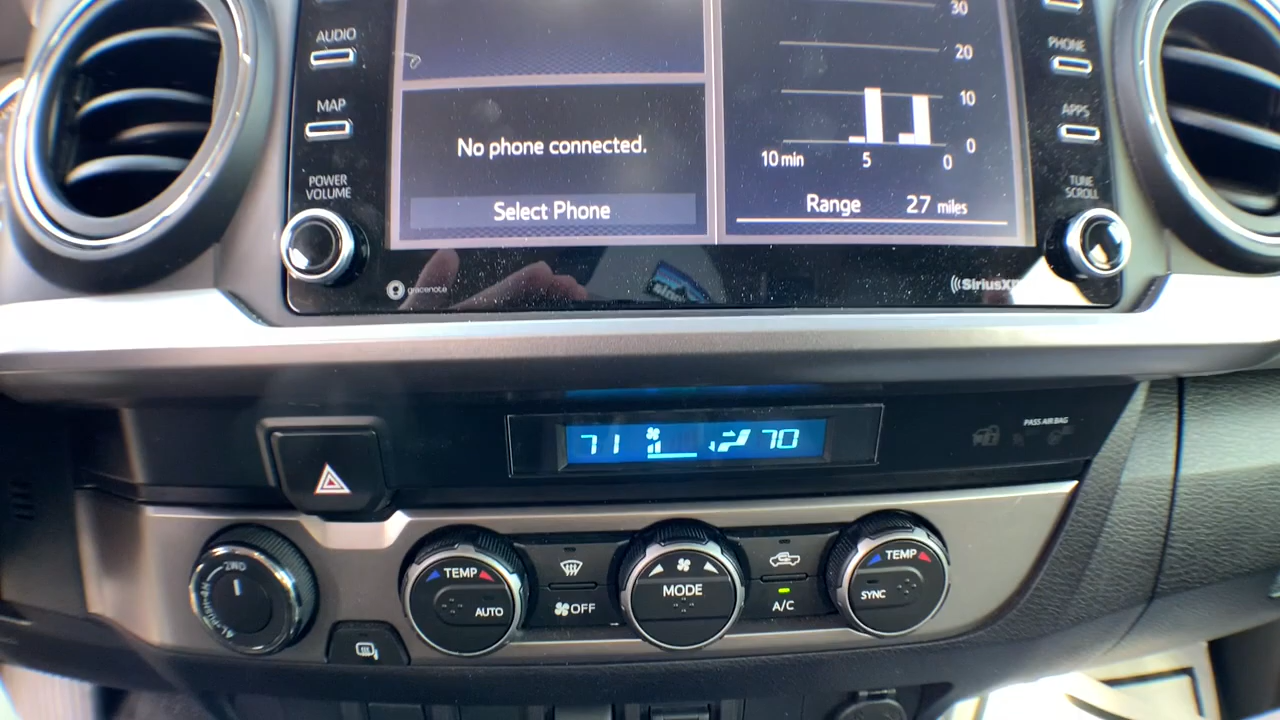 AUDIO
MAP
POWER
VOLUME
No phone connected.
Select Phone
30
20
10
0
10 min 5 0
Range 27 miles
PHONE
APPS
TUNE
SCROLL
gracenote
SiriusX
71 70
PASS AIR BAG
2WD
TEMP
AUTO
OFF
MODE
A/C
TEMP
SYNC